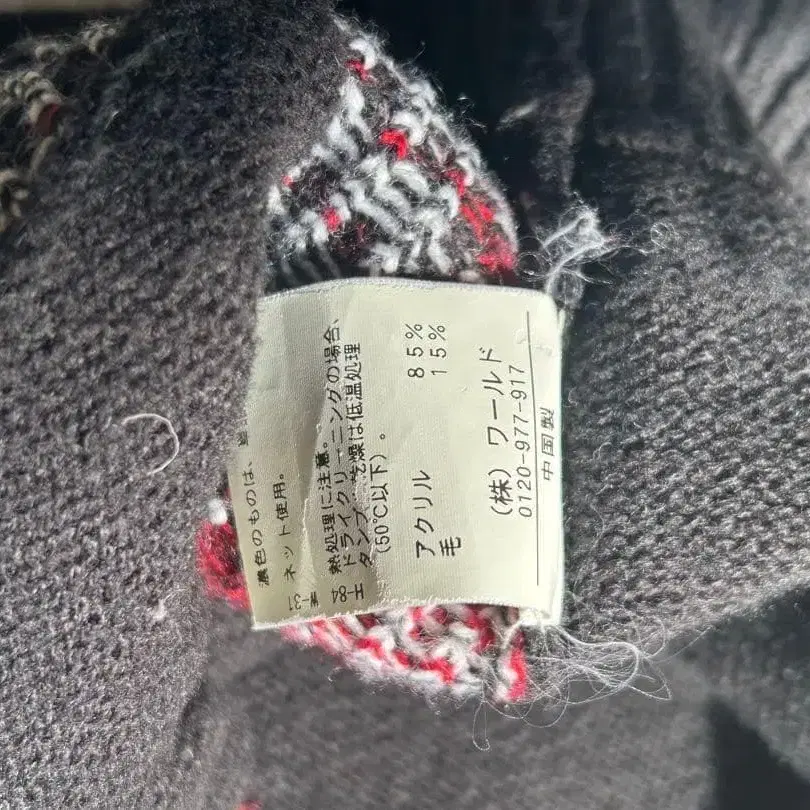 濃色のものは、
ネット使用。
熱処理に注意。
ドライクリーニングの場合、
タンブル乾燥は低温処理
(60℃以下)。
アクリル 85%
毛 15%
(株)ワールド
0120-977-917
中国製